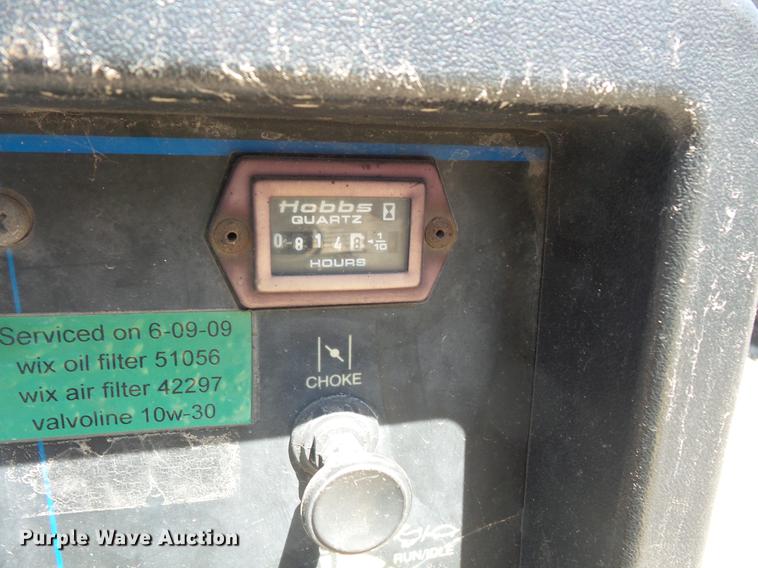 Hobbs
QUARTZ
0 8 1 4 8 1/10
HOURS
Serviced on 6-09-09
wix oil filter 51056
wix air filter 42297
valvoline 10w-30
CHOKE
RUN/IDLE
Purple Wave Auction